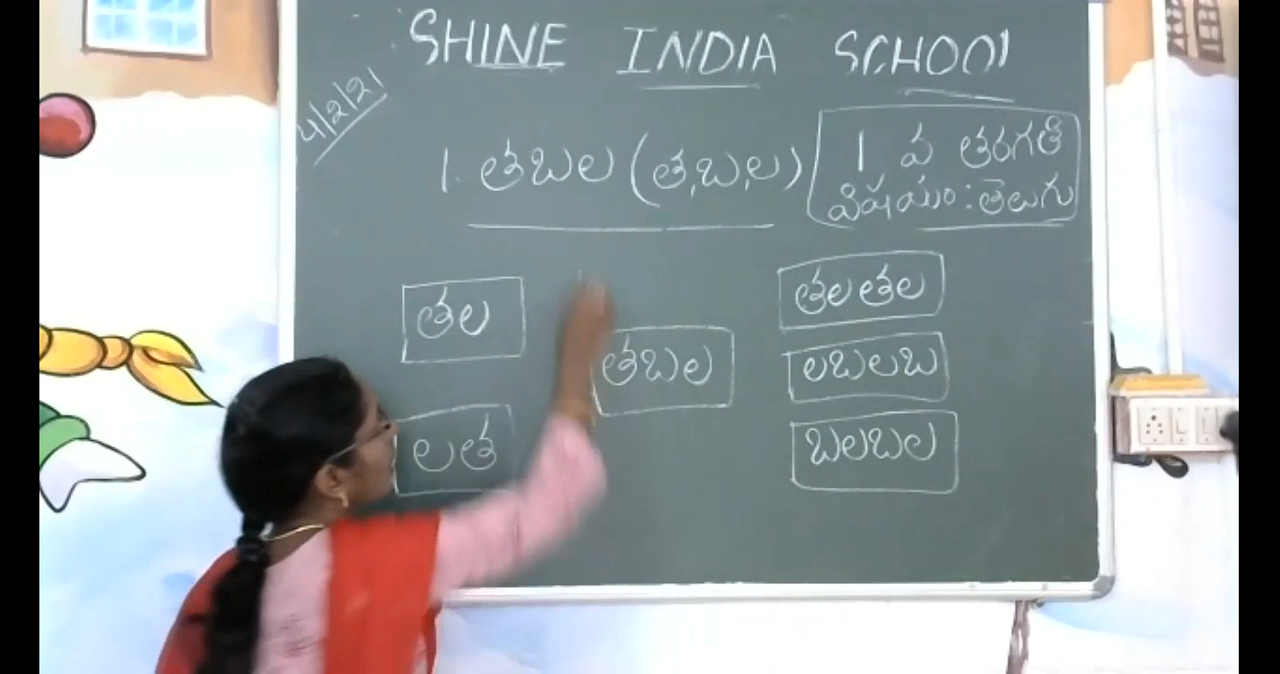 SHINE INDIA SCHOOL
4/2/21
1. తబల (త,బ,ల)
1 వ తరగతి
విషయం: తెలుగు
తల
తబల
లత
తలతల
లబలబ
బలబల